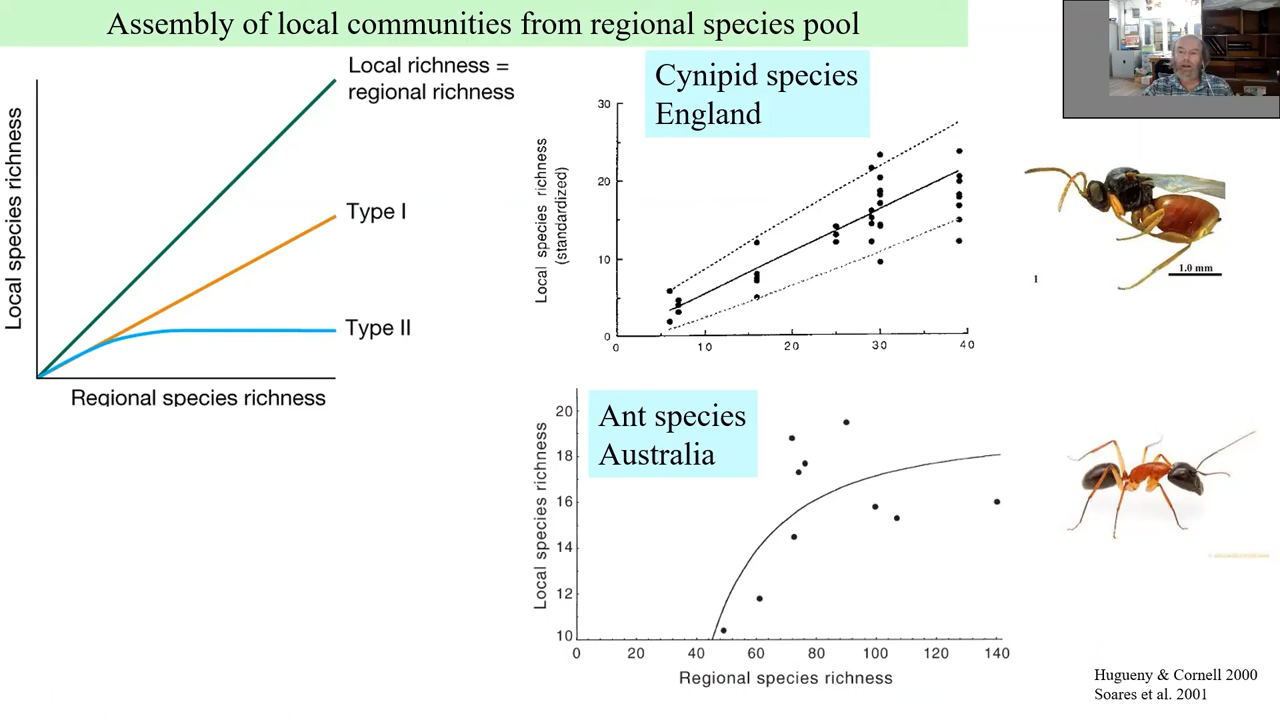 Assembly of local communities from regional species pool
Local richness =
regional richness
Type I
Type II
Local species richness
Regional species richness
Cynipid species
England
Local species richness
(standardized)
30
20
10
0
0
10
20
30
40
1.0 mm
I
Ant species
Australia
Local species richness
20
18
16
14
12
10
0
20
40
60
80
100
120
140
Regional species richness
Hugueny & Cornell 2000
Soares et al. 2001